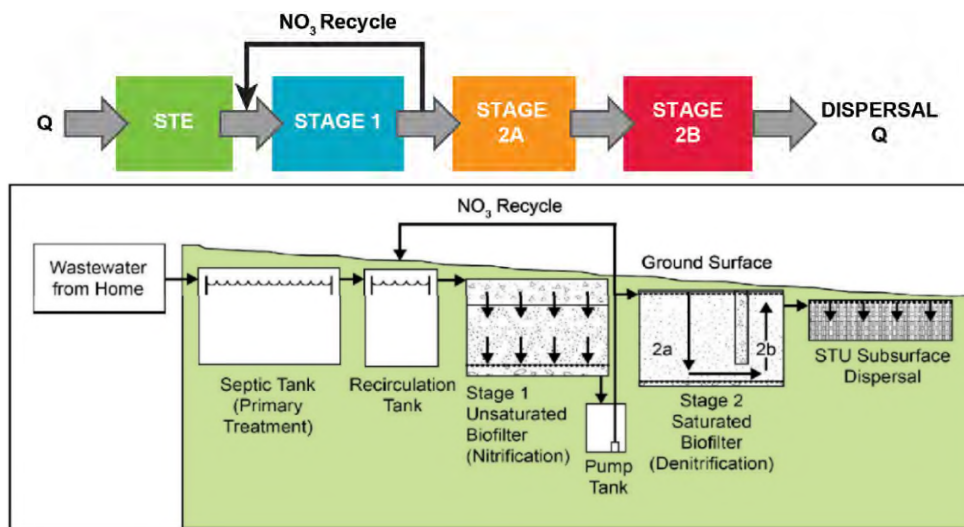 NO3 Recycle
Q
STE
STAGE 1
STAGE
2A
STAGE
2B
DISPERSAL
Q
NO3 Recycle
Wastewater
from Home
Ground Surface
2a
2b
Septic Tank
(Primary
Treatment)
Recirculation
Tank
Stage 1
Unsaturated
Biofilter
(Nitrification)
Pump
Tank
Stage 2
Saturated
Biofilter
(Denitrification)
STU Subsurface
Dispersal